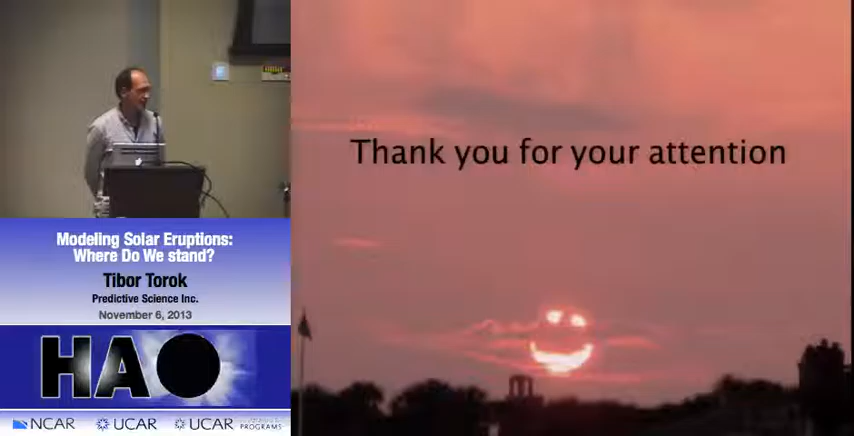 Thank you for your attention
Modeling Solar Eruptions:
Where Do We stand?
Tibor Torok
Predictive Science Inc.
November 6, 2013
HAO
NCAR
UCAR
UCAR
PROGRAMS